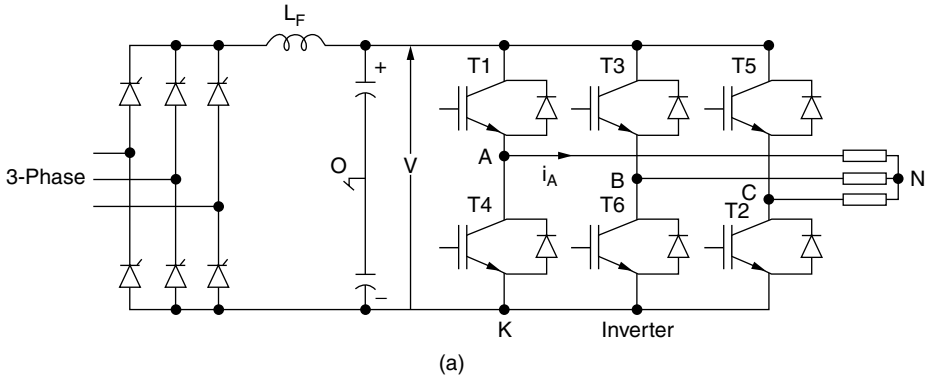 L_F
T1
T3
T5
+
3-Phase
O
V
A
i_A
B
C
N
T4
T6
T2
−
K
Inverter
(a)